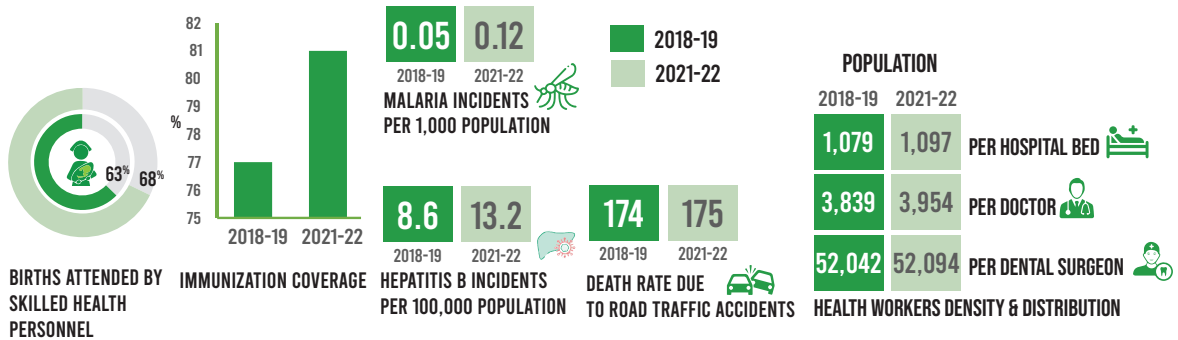 63%
68%
BIRTHS ATTENDED BY
SKILLED HEALTH
PERSONNEL
%
82
81
80
79
78
77
76
75
2018-19 2021-22
IMMUNIZATION COVERAGE
0.05 0.12
2018-19 2021-22
MALARIA INCIDENTS
PER 1,000 POPULATION
8.6 13.2
2018-19 2021-22
HEPATITIS B INCIDENTS
PER 100,000 POPULATION
2018-19
2021-22
174 175
2018-19 2021-22
DEATH RATE DUE
TO ROAD TRAFFIC ACCIDENTS
POPULATION
2018-19 2021-22
1,079 1,097 PER HOSPITAL BED
3,839 3,954 PER DOCTOR
52,042 52,094 PER DENTAL SURGEON
HEALTH WORKERS DENSITY & DISTRIBUTION